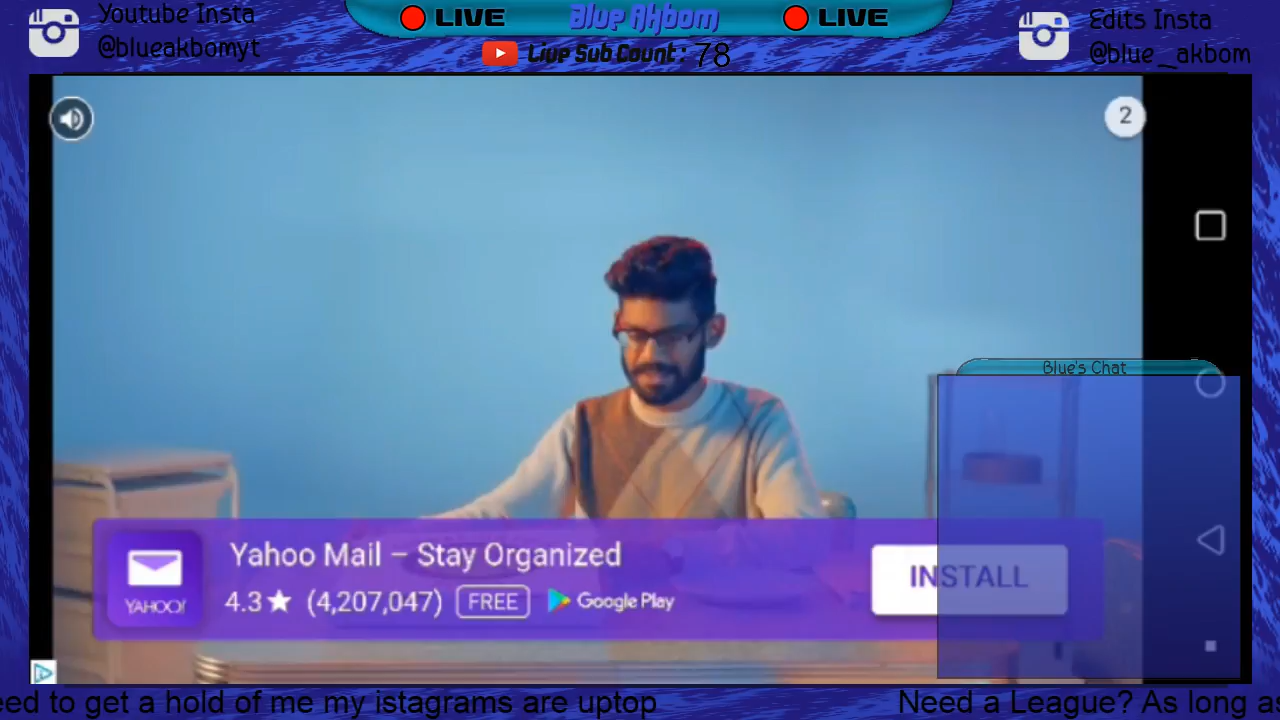 Youtube Insta
@blueakbomyt
LIVE
Blue Akbom
LIVE
Live Sub Count: 78
Edits Insta
@blue_akbom
2
Blue's Chat
Yahoo Mail – Stay Organized
YAHOO!
4.3★ (4,207,047) FREE Google Play
INSTALL
eed to get a hold of me my istagrams are uptop
Need a League? As long as